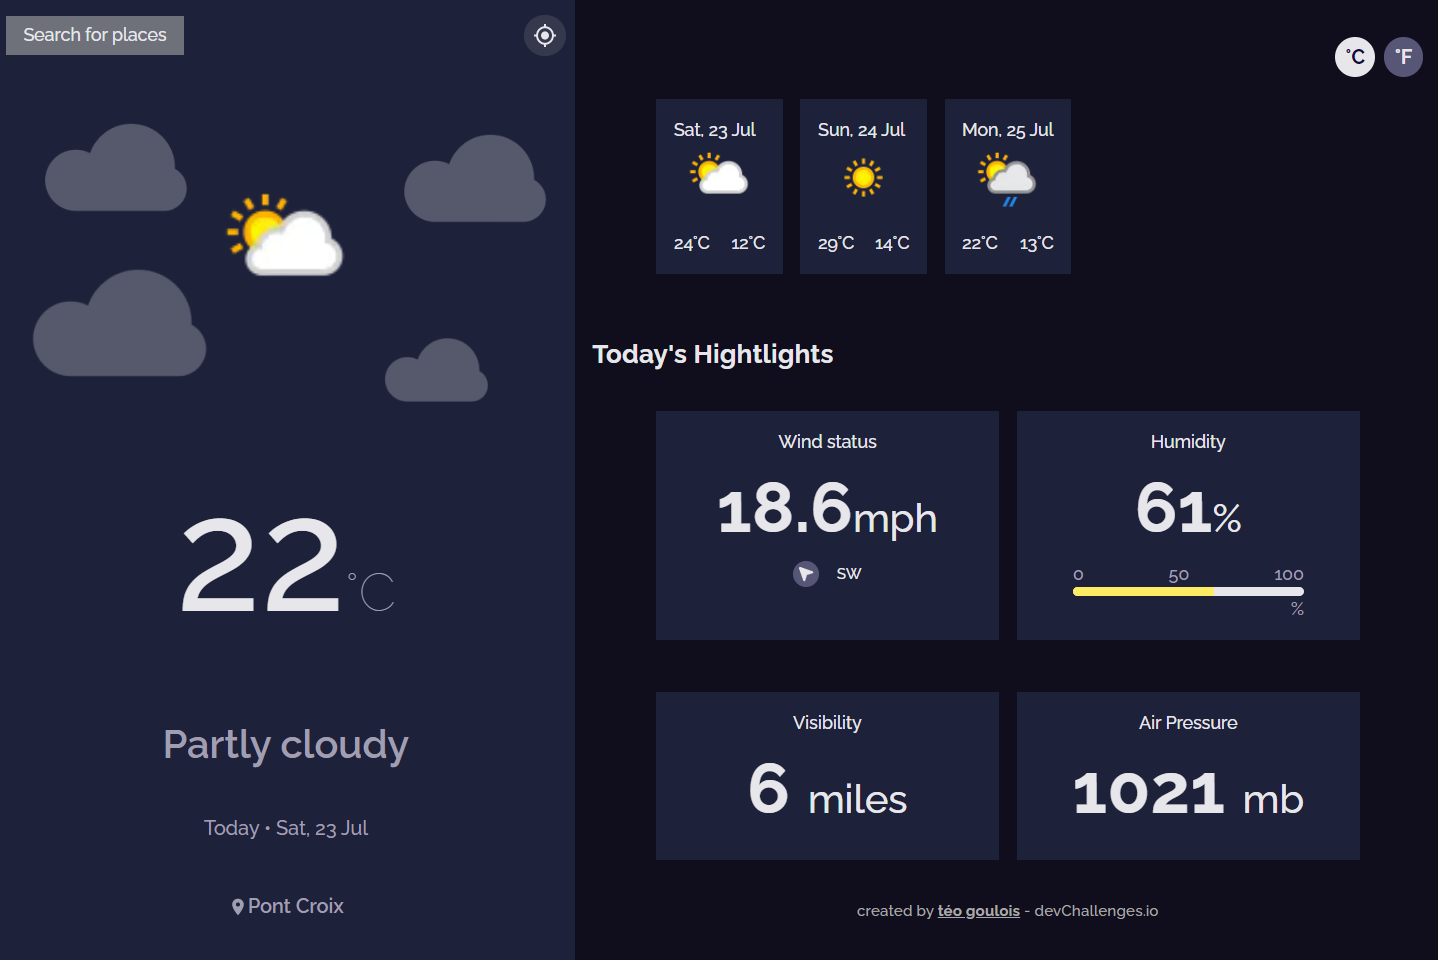 Search for places
22°C
Partly cloudy
Today • Sat, 23 Jul
Pont Croix
°C °F
Sat, 23 Jul
24°C 12°C
Sun, 24 Jul
29°C 14°C
Mon, 25 Jul
22°C 13°C
Today's Hightlights
Wind status
18.6mph
SW
Humidity
61%
0 50 100
%
Visibility
6 miles
Air Pressure
1021 mb
created by téo goulois - devChallenges.io